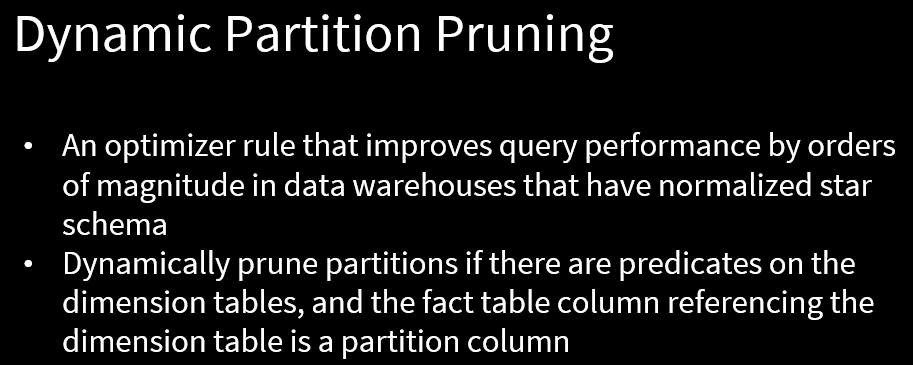 Dynamic Partition Pruning
• An optimizer rule that improves query performance by orders
of magnitude in data warehouses that have normalized star
schema
• Dynamically prune partitions if there are predicates on the
dimension tables, and the fact table column referencing the
dimension table is a partition column